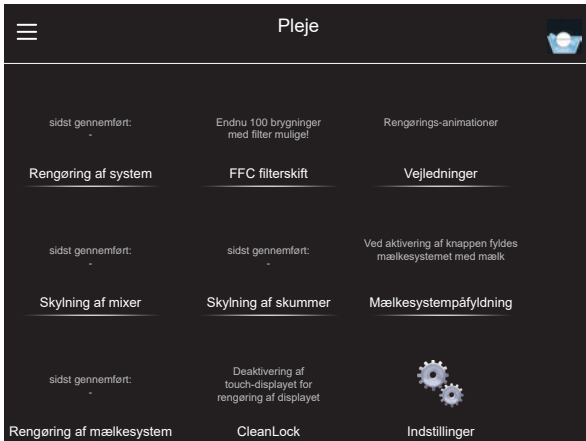 Pleje
sidst gennemført:
-
Rengøring af system
Endnu 100 brygninger
med filter mulige!
FFC filterskift
Rengørings-animationer
Vejledninger
sidst gennemført:
-
Skylning af mixer
sidst gennemført:
-
Skylning af skummer
Ved aktivering af knappen fyldes
mælkesystemet med mælk
Mælkesystempåfyldning
sidst gennemført:
-
Rengøring af mælkesystem
Deaktivering af
touch-displayet for
rengøring af displayet
CleanLock
Indstillinger